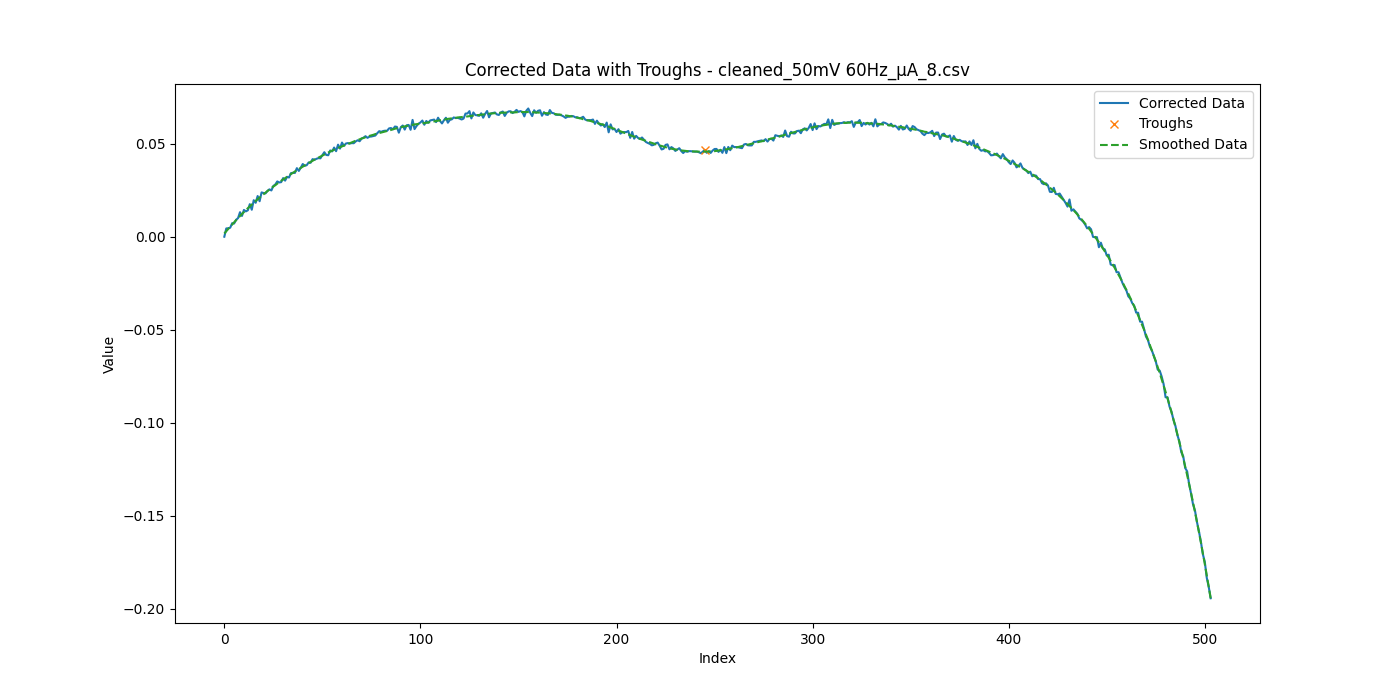 Corrected Data with Troughs - cleaned_50mV 60Hz_µA_8.csv
Corrected Data
Troughs
Smoothed Data
Value
0.05
0.00
−0.05
−0.10
−0.15
−0.20
0
100
200
300
400
500
Index